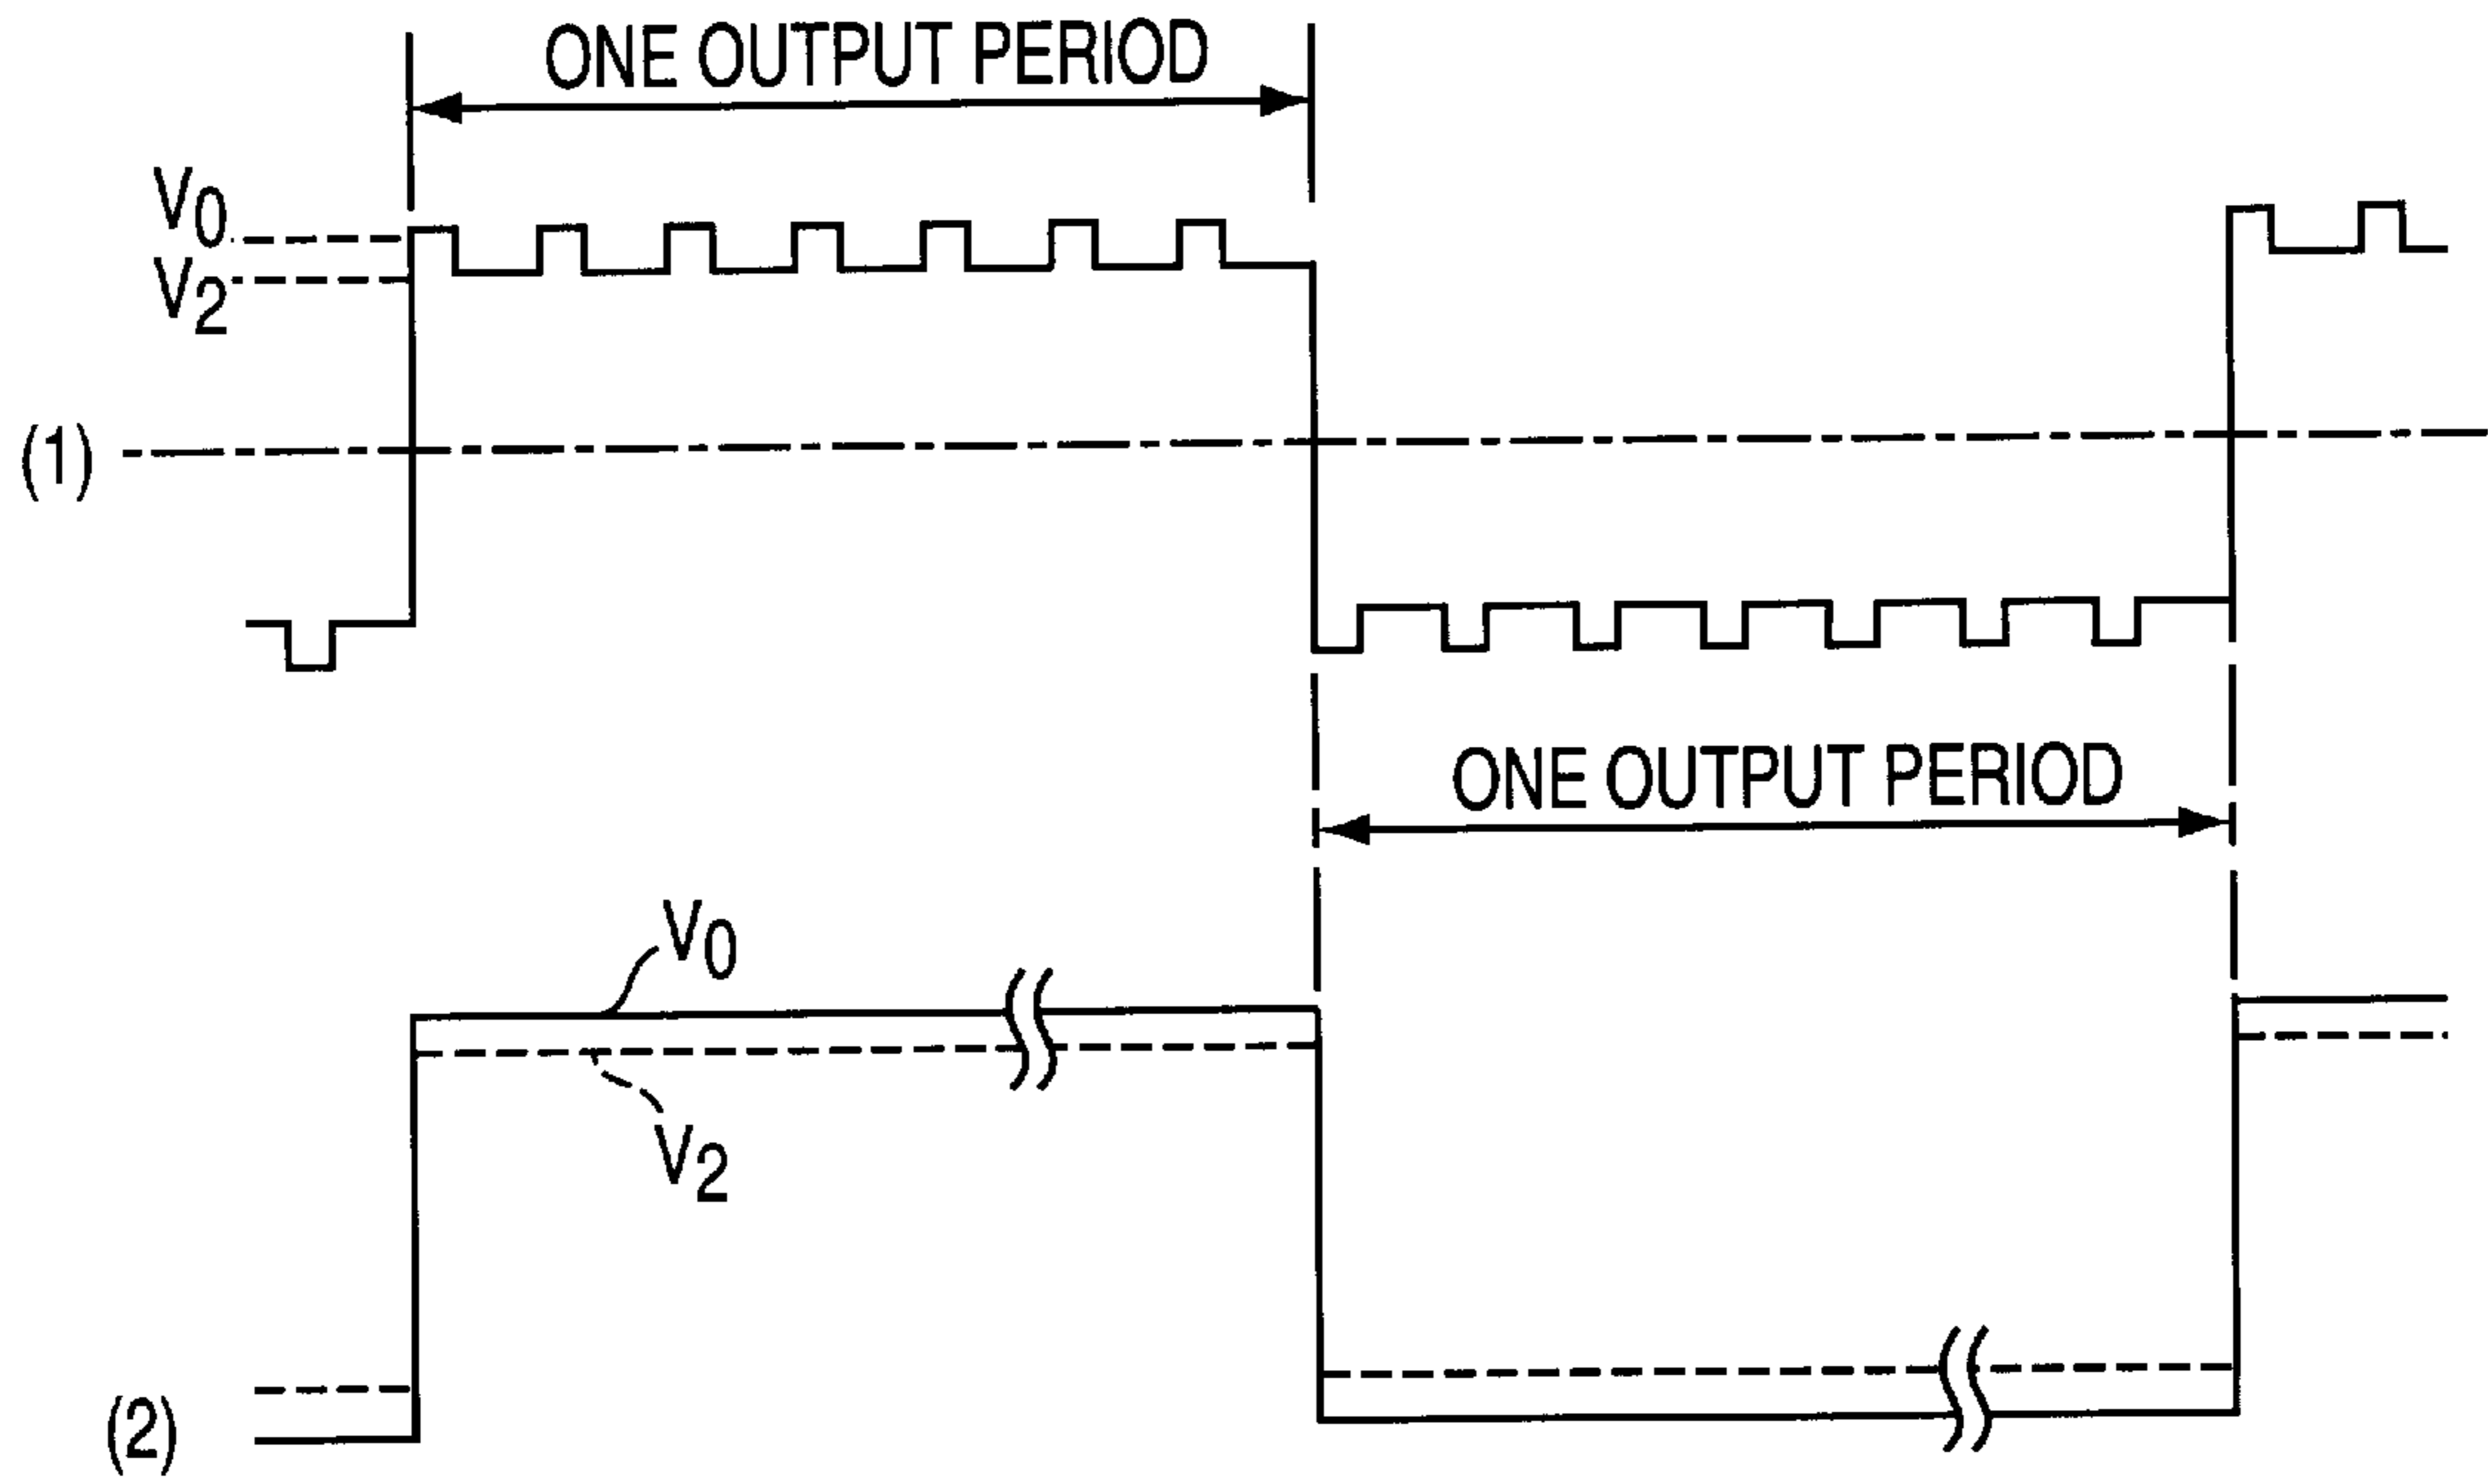 ONE OUTPUT PERIOD
V0
V2
(1)
ONE OUTPUT PERIOD
V0
V2
(2)